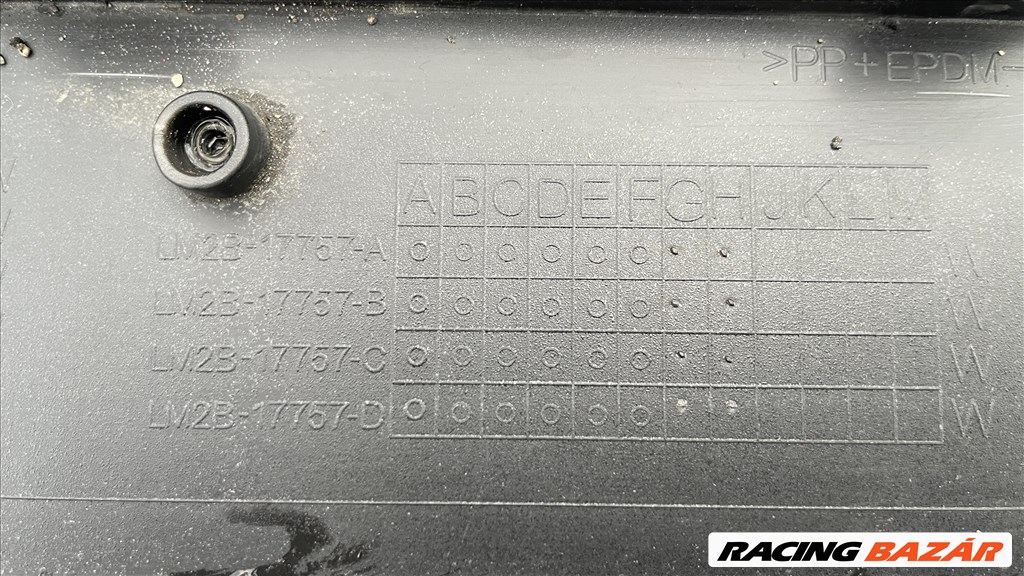 >PP+EPDM-
A B C D E F G H J K L M
LM2B-17757-A
LM2B-17757-B W
LM2B-17757-C W
LM2B-17757-D W
RACING BAZÁR